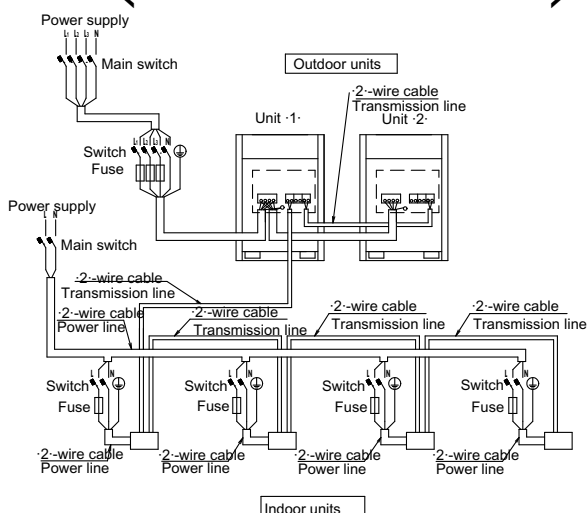 Power supply
L₁ L₂ L₃ N
Main switch
Outdoor units
·2·-wire cable
Transmission line
Unit ·1·
Unit ·2·
L₁ L₂ L₃ N
Switch
Fuse
Power supply
L N
Main switch
·2·-wire cable
Transmission line
·2·-wire cable
Power line
·2·-wire cable
Transmission line
·2·-wire cable
Transmission line
·2·-wire cable
Transmission line
L N
Switch
Fuse
L N
Switch
Fuse
L N
Switch
Fuse
L N
Switch
Fuse
·2·-wire cable
Power line
·2·-wire cable
Power line
·2·-wire cable
Power line
·2·-wire cable
Power line
Indoor units